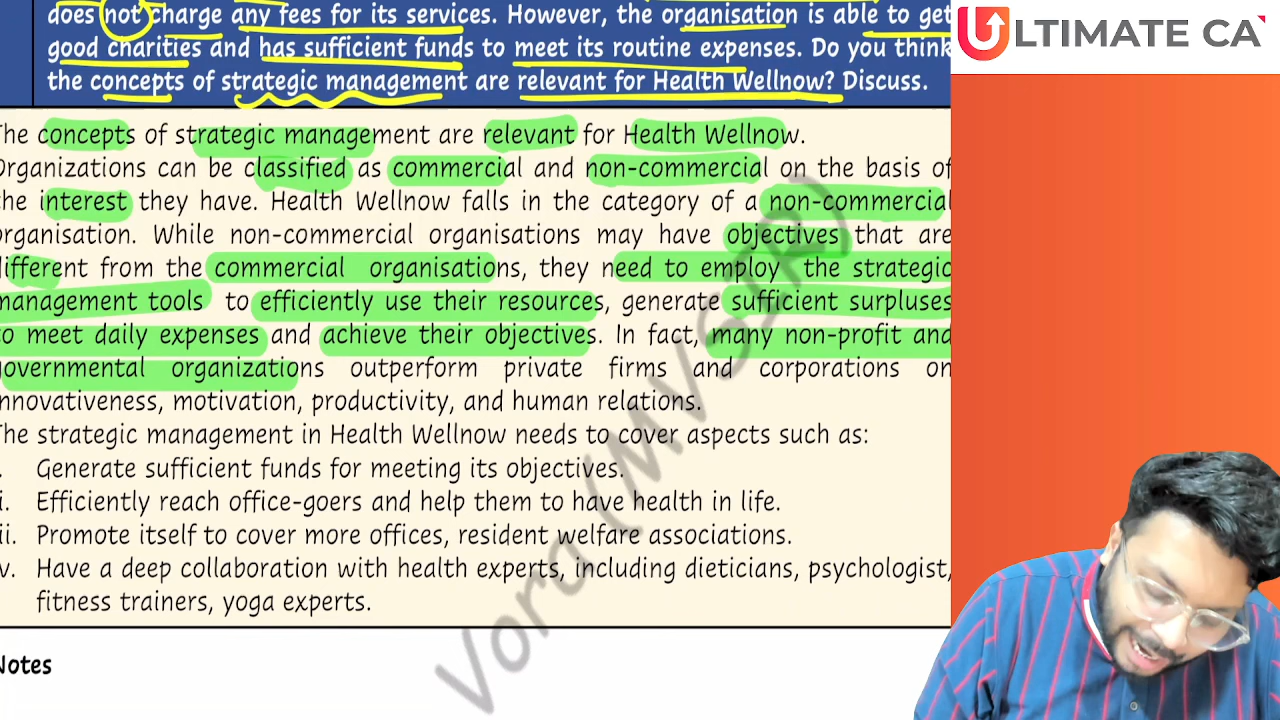 does not charge any fees for its services. However, the organisation is able to get
good charities and has sufficient funds to meet its routine expenses. Do you think
the concepts of strategic management are relevant for Health Wellnow? Discuss.
ULTIMATE CA
The concepts of strategic management are relevant for Health Wellnow.
Organizations can be classified as commercial and non-commercial on the basis of
the interest they have. Health Wellnow falls in the category of a non-commercial
organisation. While non-commercial organisations may have objectives that are
different from the commercial organisations, they need to employ the strategic
management tools to efficiently use their resources, generate sufficient surpluses
to meet daily expenses and achieve their objectives. In fact, many non-profit and
governmental organizations outperform private firms and corporations on
innovativeness, motivation, productivity, and human relations.
The strategic management in Health Wellnow needs to cover aspects such as:
. Generate sufficient funds for meeting its objectives.
i. Efficiently reach office-goers and help them to have health in life.
ii. Promote itself to cover more offices, resident welfare associations.
v. Have a deep collaboration with health experts, including dieticians, psychologist,
fitness trainers, yoga experts.
Notes
Vora (MVSIR)